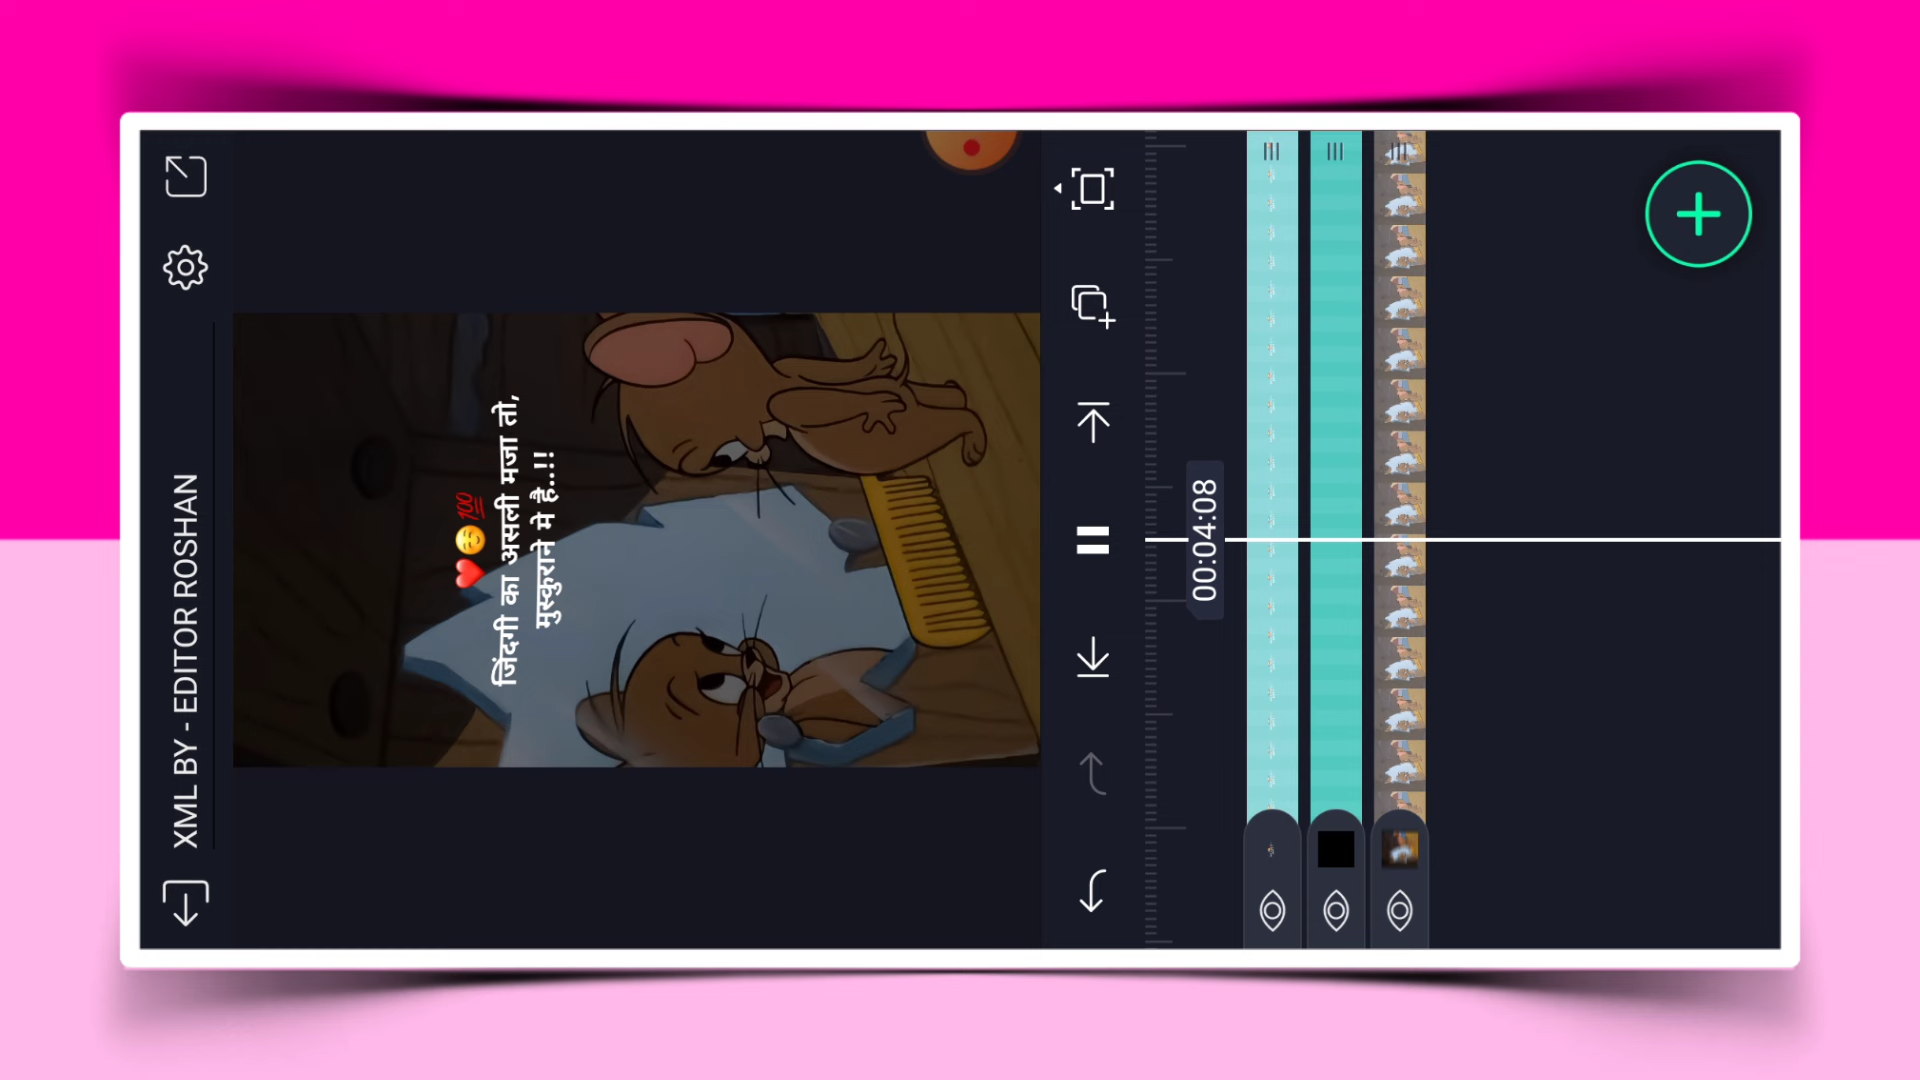 XML BY - EDITOR ROSHAN
❤️😊💯
जिंदगी का असली मजा तो,
मुस्कुराने मे है..!!
00:04:08